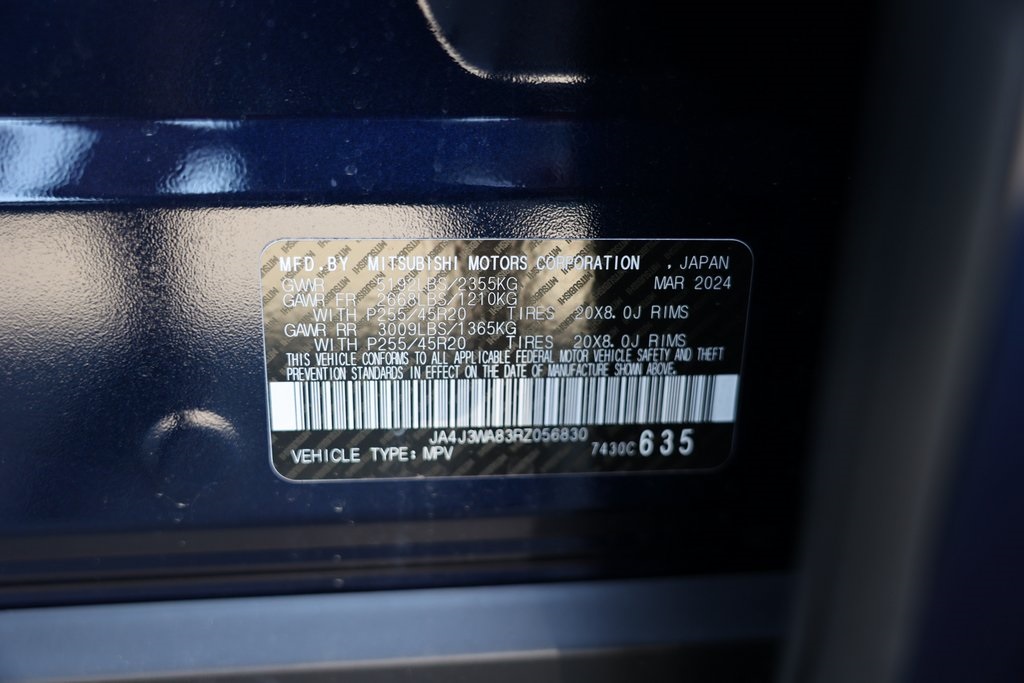 MFD.BY MITSUBISHI MOTORS CORPORATION , JAPAN
GVWR 5192LBS/2355KG MAR 2024
GAWR FR 2668LBS/1210KG
WITH P255/45R20 TIRES 20X8.0J RIMS
GAWR RR 3009LBS/1365KG
WITH P255/45R20 TIRES 20X8.0J RIMS
THIS VEHICLE CONFORMS TO ALL APPLICABLE FEDERAL MOTOR VEHICLE SAFETY AND THEFT
PREVENTION STANDARDS IN EFFECT ON THE DATE OF MANUFACTURE SHOWN ABOVE.
JA4J3WA83RZ056830
VEHICLE TYPE: MPV 7430C 635